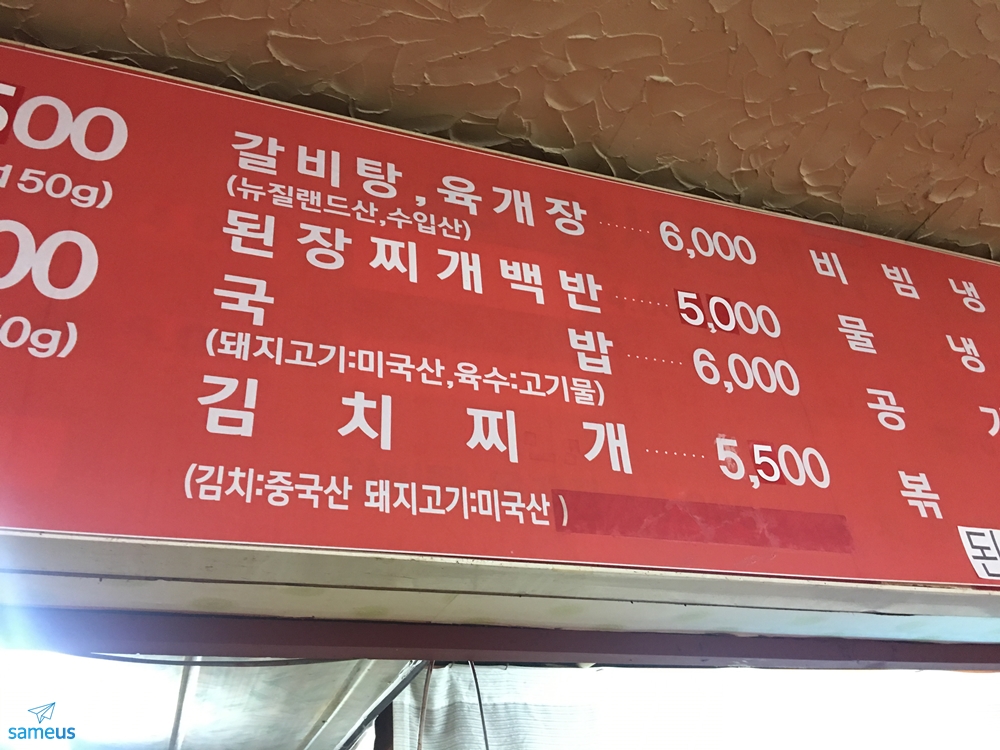 500
150g)
00
0g)
갈비탕,육개장 ······ 6,000
(뉴질랜드산,수입산)
된장찌개백반 ······ 5,000
국밥 ······ 6,000
(돼지고기:미국산,육수:고기물)
김치찌개 ······ 5,500
(김치:중국산 돼지고기:미국산)
비빔냉
물냉
공
볶
된
sameus